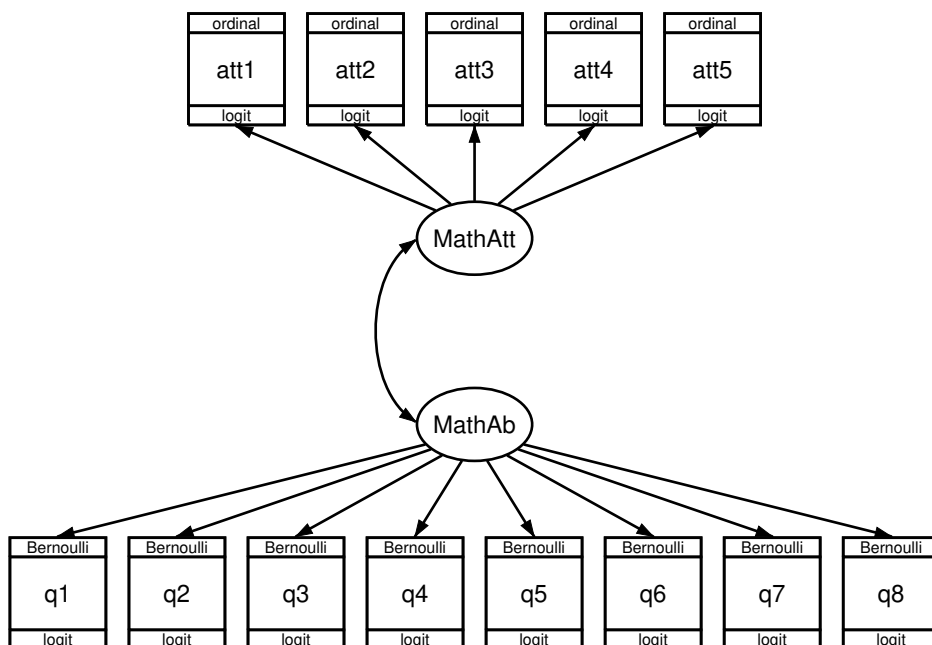 ordinal ordinal ordinal ordinal ordinal
att1 att2 att3 att4 att5
logit logit logit logit logit
MathAtt
MathAb
Bernoulli Bernoulli Bernoulli Bernoulli Bernoulli Bernoulli Bernoulli Bernoulli
q1 q2 q3 q4 q5 q6 q7 q8
logit logit logit logit logit logit logit logit